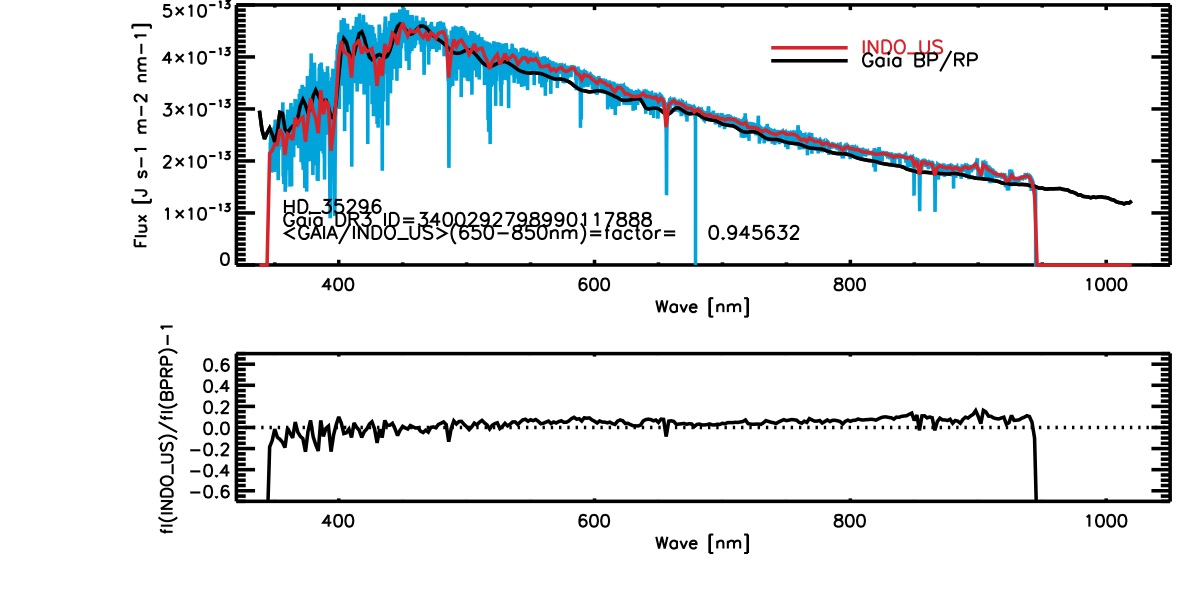 5×10−13
4×10−13
3×10−13
2×10−13
1×10−13
0
Flux [J s−1 m−2 nm−1]
INDO_US
Gaia BP/RP
HD_35296
Gaia DR3 ID=3400292798990117888
<GAIA/INDO_US>(650−850nm)=factor= 0.945632
400 600 800 1000
Wave [nm]
fl(INDO_US)/fl(BPRP)−1
0.6
0.4
0.2
0.0
−0.2
−0.4
−0.6
400 600 800 1000
Wave [nm]